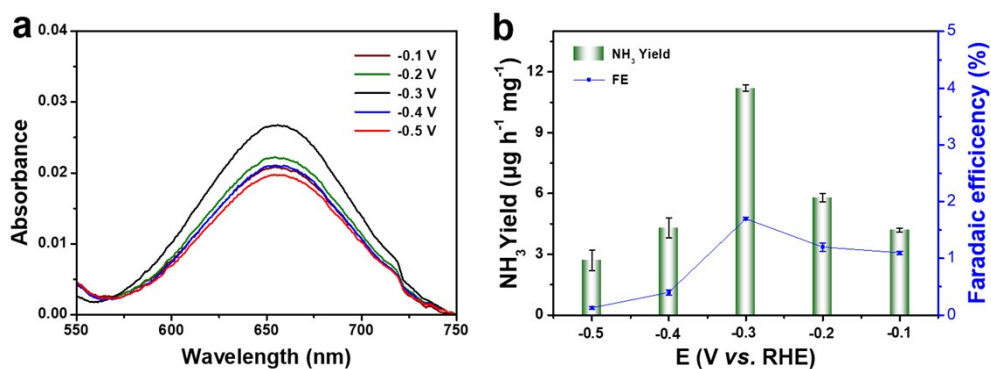 a
0.04
0.03
0.02
0.01
0.00
Absorbance
-0.1 V
-0.2 V
-0.3 V
-0.4 V
-0.5 V
550
600
650
700
750
Wavelength (nm)
b
NH₃ Yield
FE
12
9
6
3
0
NH₃ Yield (µg h⁻¹ mg⁻¹)
5
4
3
2
1
0
Faradaic efficicency (%)
-0.5
-0.4
-0.3
-0.2
-0.1
E (V vs. RHE)